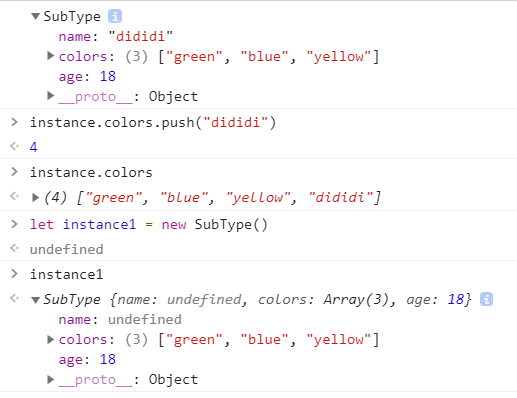 ▼SubType i
name: "dididi"
▶colors: (3) ["green", "blue", "yellow"]
age: 18
▶__proto__: Object
> instance.colors.push("dididi")
< 4
> instance.colors
< ▶(4) ["green", "blue", "yellow", "dididi"]
> let instance1 = new SubType()
< undefined
> instance1
< ▼SubType {name: undefined, colors: Array(3), age: 18} i
name: undefined
▶colors: (3) ["green", "blue", "yellow"]
age: 18
▶__proto__: Object